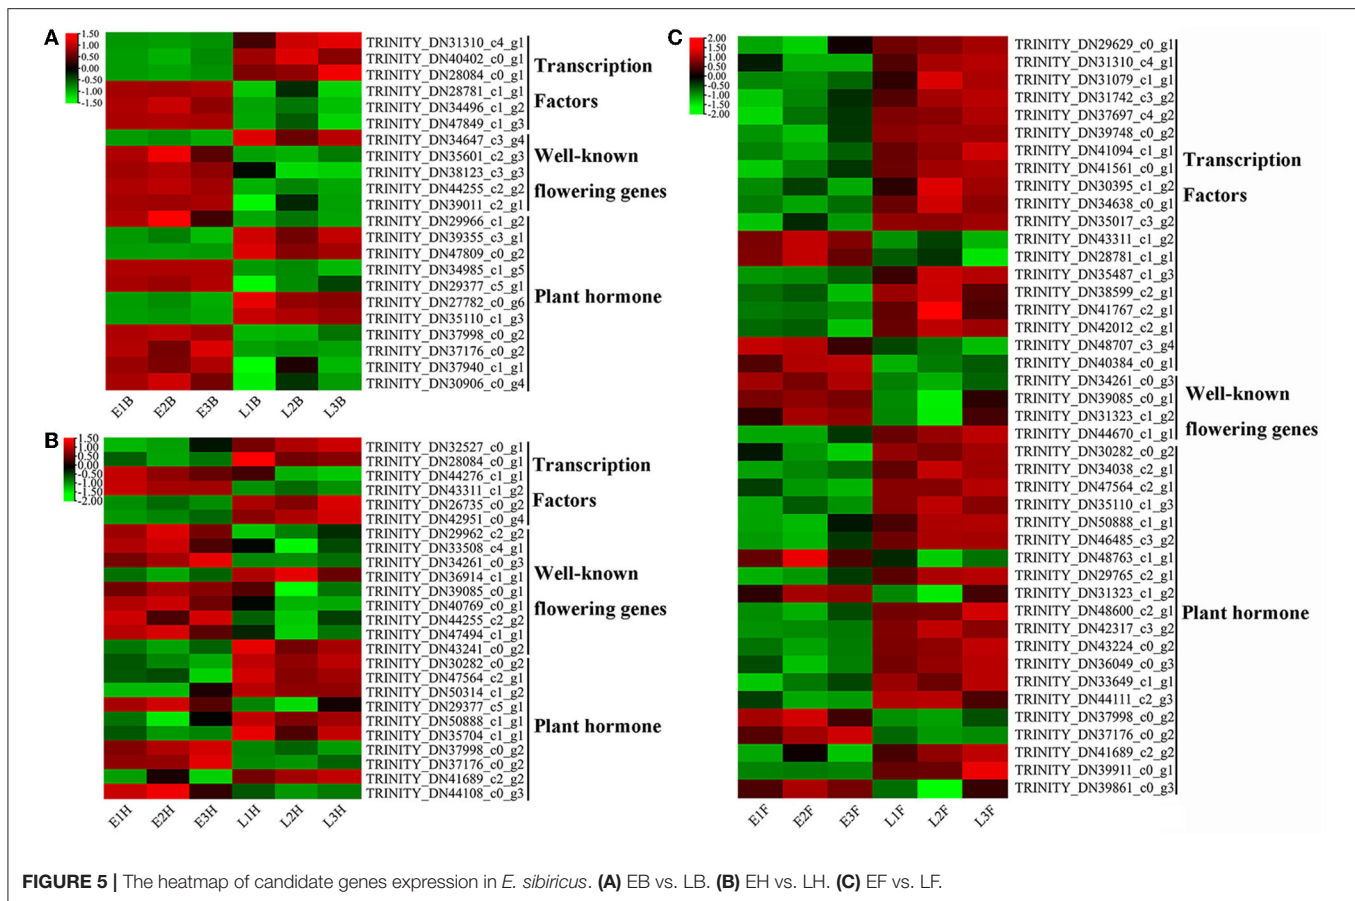 A
1.50
1.00
0.50
0.00
-0.50
-1.00
-1.50
TRINITY_DN31310_c4_g1
TRINITY_DN40402_c0_g1
TRINITY_DN28084_c0_g1
TRINITY_DN28781_c1_g1
TRINITY_DN34496_c1_g2
TRINITY_DN47849_c1_g3
TRINITY_DN34647_c3_g4
TRINITY_DN35601_c2_g3
TRINITY_DN38123_c3_g3
TRINITY_DN44255_c2_g2
TRINITY_DN39011_c2_g1
TRINITY_DN29966_c1_g2
TRINITY_DN39355_c3_g1
TRINITY_DN47809_c0_g2
TRINITY_DN34985_c1_g5
TRINITY_DN29377_c5_g1
TRINITY_DN27782_c0_g6
TRINITY_DN35110_c1_g3
TRINITY_DN37998_c0_g2
TRINITY_DN37176_c0_g2
TRINITY_DN37940_c1_g1
TRINITY_DN30906_c0_g4
Transcription
Factors
Well-known
flowering genes
Plant hormone
E1B
E2B
E3B
L1B
L2B
L3B
B
1.50
1.00
0.50
0.00
-0.50
-1.00
-1.50
-2.00
TRINITY_DN32527_c0_g1
TRINITY_DN28084_c0_g1
TRINITY_DN44276_c1_g1
TRINITY_DN43311_c1_g2
TRINITY_DN26735_c0_g2
TRINITY_DN42951_c0_g4
TRINITY_DN29962_c2_g2
TRINITY_DN33508_c4_g1
TRINITY_DN34261_c0_g3
TRINITY_DN36914_c1_g1
TRINITY_DN39085_c0_g1
TRINITY_DN40769_c0_g1
TRINITY_DN44255_c2_g2
TRINITY_DN47494_c1_g1
TRINITY_DN43241_c0_g2
TRINITY_DN30282_c0_g2
TRINITY_DN47564_c2_g1
TRINITY_DN50314_c1_g2
TRINITY_DN29377_c5_g1
TRINITY_DN50888_c1_g1
TRINITY_DN35704_c1_g1
TRINITY_DN37998_c0_g2
TRINITY_DN37176_c0_g2
TRINITY_DN41689_c2_g2
TRINITY_DN44108_c0_g3
Transcription
Factors
Well-known
flowering genes
Plant hormone
E1H
E2H
E3H
L1H
L2H
L3H
C
2.00
1.50
1.00
0.50
0.00
-0.50
-1.00
-1.50
-2.00
TRINITY_DN29629_c0_g1
TRINITY_DN31310_c4_g1
TRINITY_DN31079_c1_g1
TRINITY_DN31742_c3_g2
TRINITY_DN37697_c4_g2
TRINITY_DN39748_c0_g2
TRINITY_DN41094_c1_g1
TRINITY_DN41561_c0_g1
TRINITY_DN30395_c1_g2
TRINITY_DN34638_c0_g1
TRINITY_DN35017_c3_g2
TRINITY_DN43311_c1_g2
TRINITY_DN28781_c1_g1
TRINITY_DN35487_c1_g3
TRINITY_DN38599_c2_g1
TRINITY_DN41767_c2_g1
TRINITY_DN42012_c2_g1
TRINITY_DN48707_c3_g4
TRINITY_DN40384_c0_g1
TRINITY_DN34261_c0_g3
TRINITY_DN39085_c0_g1
TRINITY_DN31323_c1_g2
TRINITY_DN44670_c1_g1
TRINITY_DN30282_c0_g2
TRINITY_DN34038_c2_g1
TRINITY_DN47564_c2_g1
TRINITY_DN35110_c1_g3
TRINITY_DN50888_c1_g1
TRINITY_DN46485_c3_g2
TRINITY_DN48763_c1_g1
TRINITY_DN29765_c2_g1
TRINITY_DN31323_c1_g2
TRINITY_DN48600_c2_g1
TRINITY_DN42317_c3_g2
TRINITY_DN43224_c0_g2
TRINITY_DN36049_c0_g3
TRINITY_DN33649_c1_g1
TRINITY_DN44111_c2_g3
TRINITY_DN37998_c0_g2
TRINITY_DN37176_c0_g2
TRINITY_DN41689_c2_g2
TRINITY_DN39911_c0_g1
TRINITY_DN39861_c0_g3
Transcription
Factors
Well-known
flowering genes
Plant hormone
E1F
E2F
E3F
L1F
L2F
L3F
FIGURE 5 | The heatmap of candidate genes expression in E. sibiricus. (A) EB vs. LB. (B) EH vs. LH. (C) EF vs. LF.